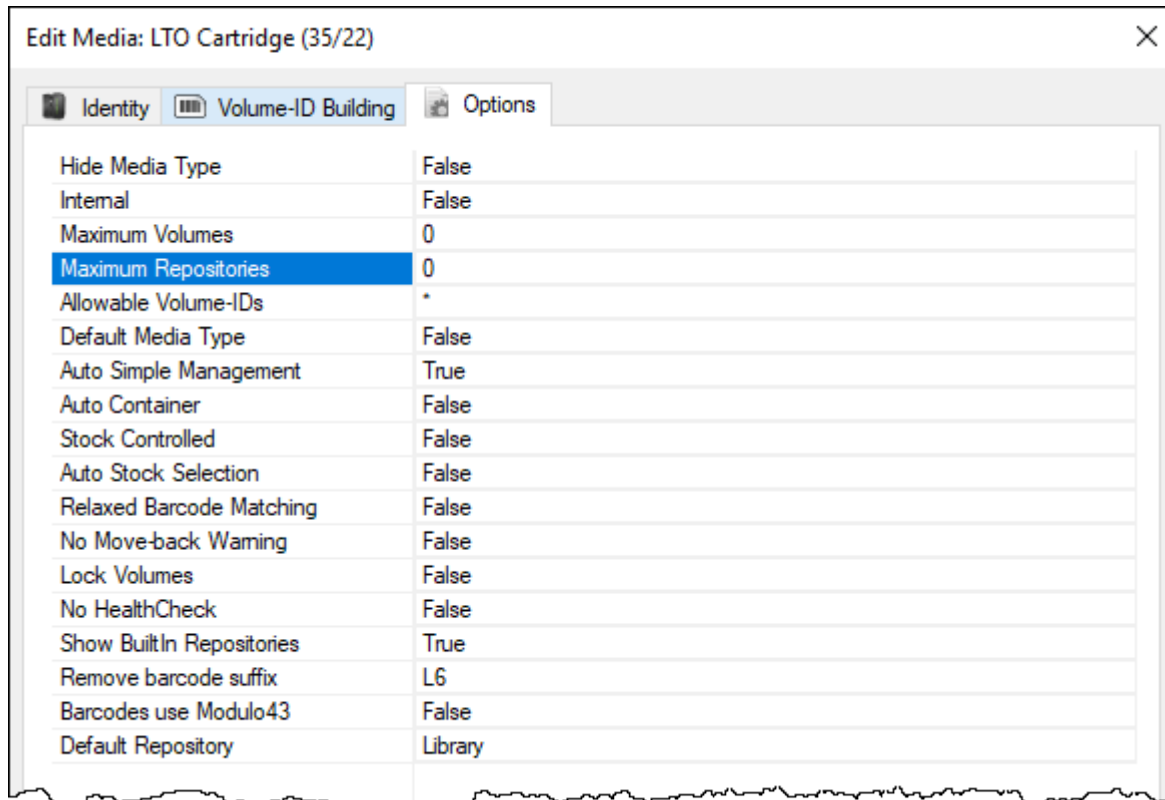 Edit Media: LTO Cartridge (35/22)
Identity Volume-ID Building Options
Hide Media Type False
Internal False
Maximum Volumes 0
Maximum Repositories 0
Allowable Volume-IDs *
Default Media Type False
Auto Simple Management True
Auto Container False
Stock Controlled False
Auto Stock Selection False
Relaxed Barcode Matching False
No Move-back Warning False
Lock Volumes False
No HealthCheck False
Show BuiltIn Repositories True
Remove barcode suffix L6
Barcodes use Modulo43 False
Default Repository Library